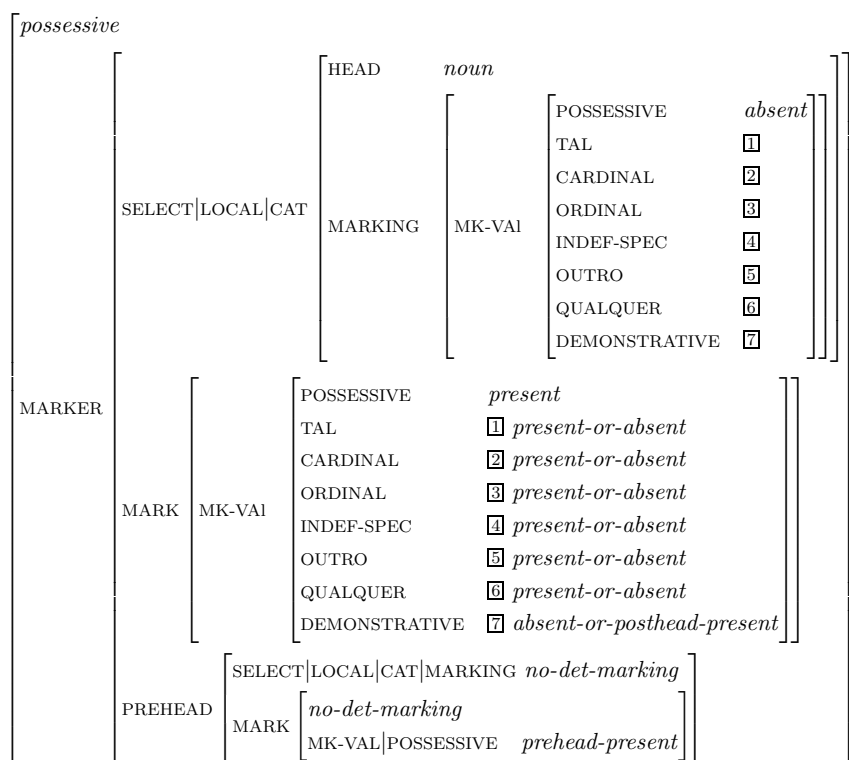 possessive
HEAD noun
POSSESSIVE absent
TAL 1
CARDINAL 2
SELECT|LOCAL|CAT
ORDINAL 3
MARKING MK-VAl
INDEF-SPEC 4
OUTRO 5
QUALQUER 6
DEMONSTRATIVE 7
POSSESSIVE present
MARKER
TAL 1 present-or-absent
CARDINAL 2 present-or-absent
ORDINAL 3 present-or-absent
MARK MK-VAl
INDEF-SPEC 4 present-or-absent
OUTRO 5 present-or-absent
QUALQUER 6 present-or-absent
DEMONSTRATIVE 7 absent-or-posthead-present
SELECT|LOCAL|CAT|MARKING no-det-marking
PREHEAD
MARK no-det-marking
MK-VAL|POSSESSIVE prehead-present